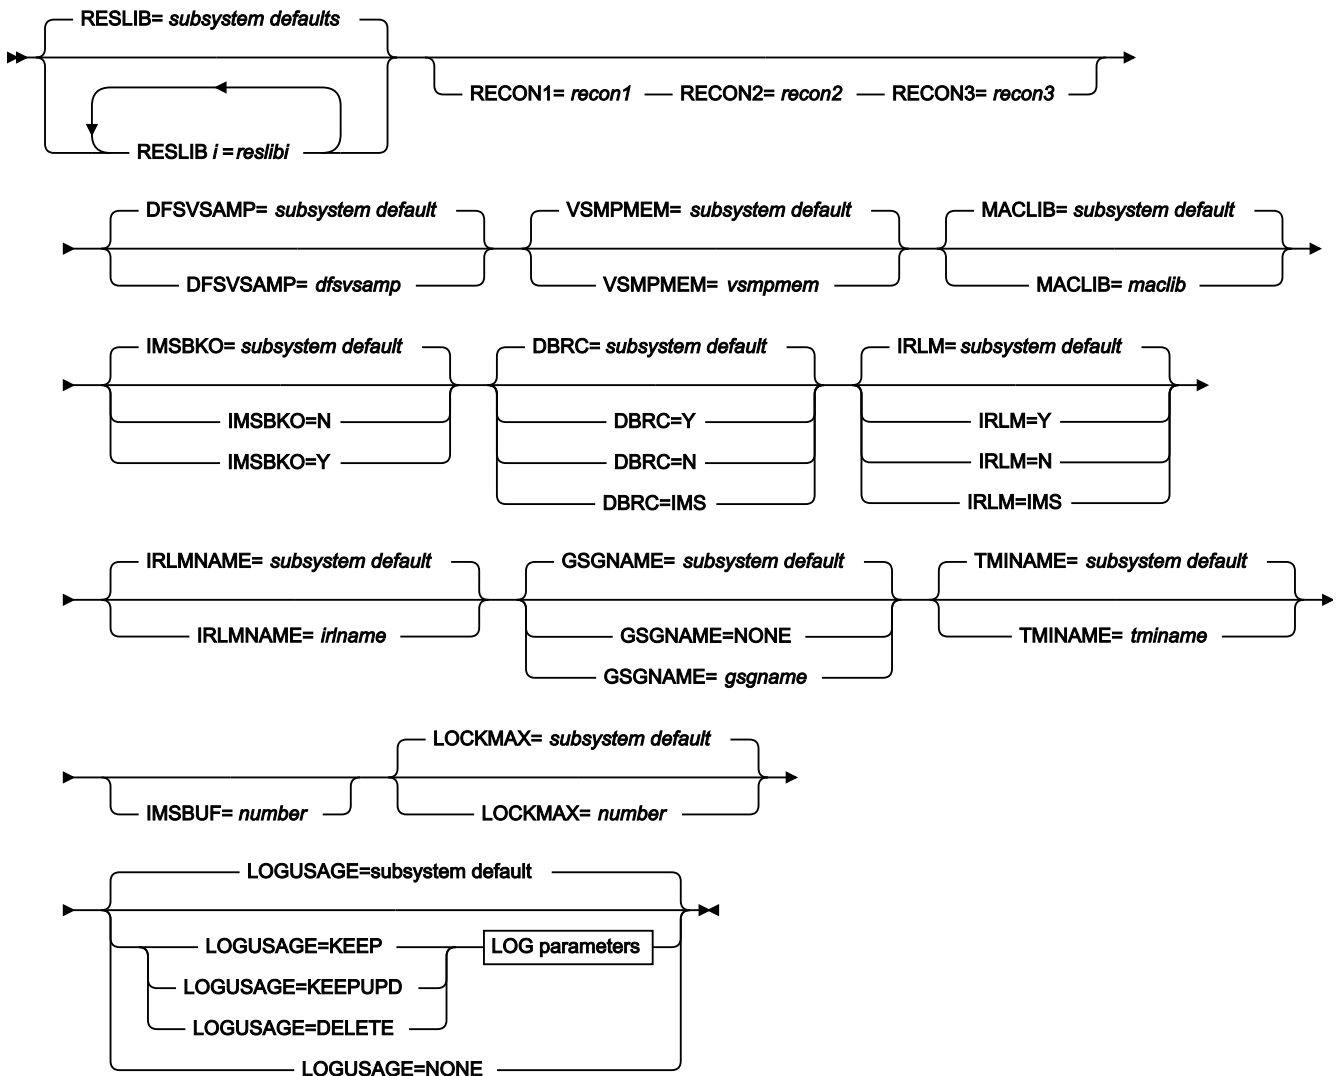 RESLIB= subsystem defaults
RESLIB i =reslibi
RECON1= recon1 RECON2= recon2 RECON3= recon3
DFSVSAMP= subsystem default VSMPMEM= subsystem default MACLIB= subsystem default
DFSVSAMP= dfsvsamp VSMPMEM= vsmpmem MACLIB= maclib
IMSBKO= subsystem default DBRC= subsystem default IRLM= subsystem default
IMSBKO=N DBRC=Y IRLM=Y
IMSBKO=Y DBRC=N IRLM=N
DBRC=IMS IRLM=IMS
IRLMNAME= subsystem default GSGNAME= subsystem default TMINAME= subsystem default
IRLMNAME= irlname GSGNAME=NONE TMINAME= tminame
GSGNAME= gsgname
LOCKMAX= subsystem default
IMSBUF= number LOCKMAX= number
LOGUSAGE=subsystem default
LOGUSAGE=KEEP LOG parameters
LOGUSAGE=KEEPUPD
LOGUSAGE=DELETE
LOGUSAGE=NONE